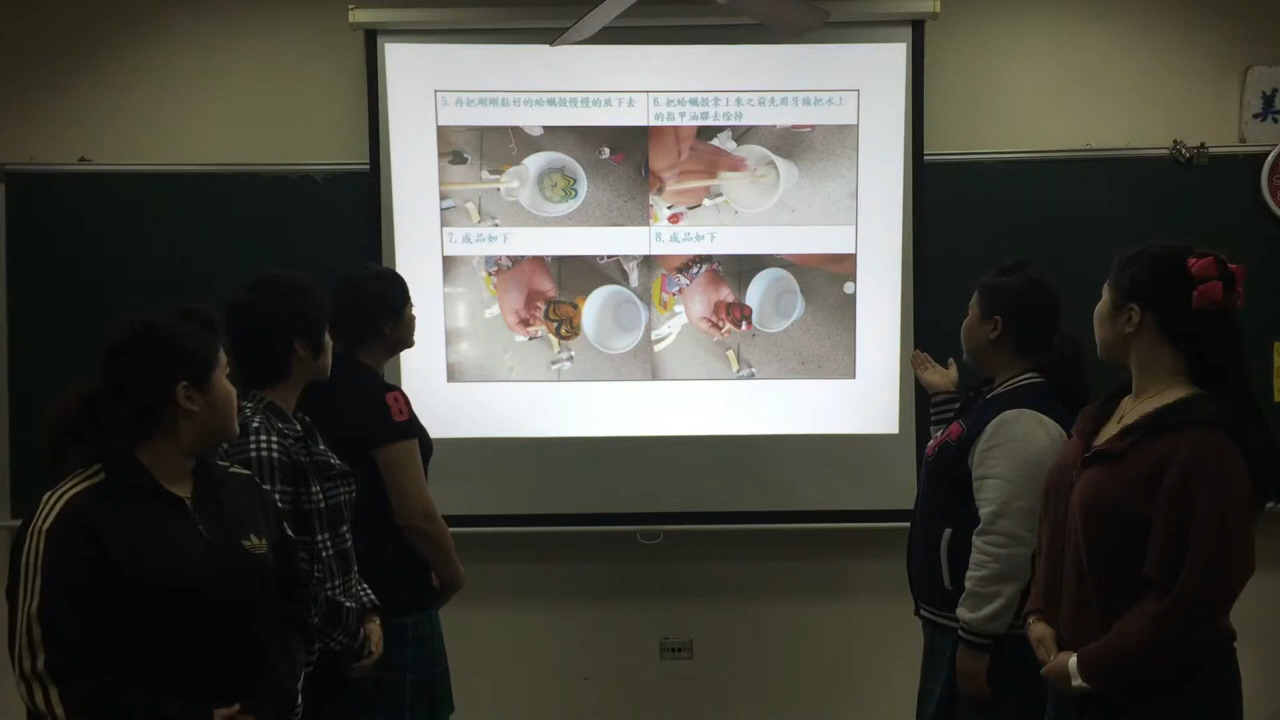 5. 再把剛剛黏好的蛤蠣殼慢慢的放下去
6. 把蛤蠣殼拿上來之前先用牙線把水上
的指甲油膠去除掉
7. 成品如下
8. 成品如下
8
美